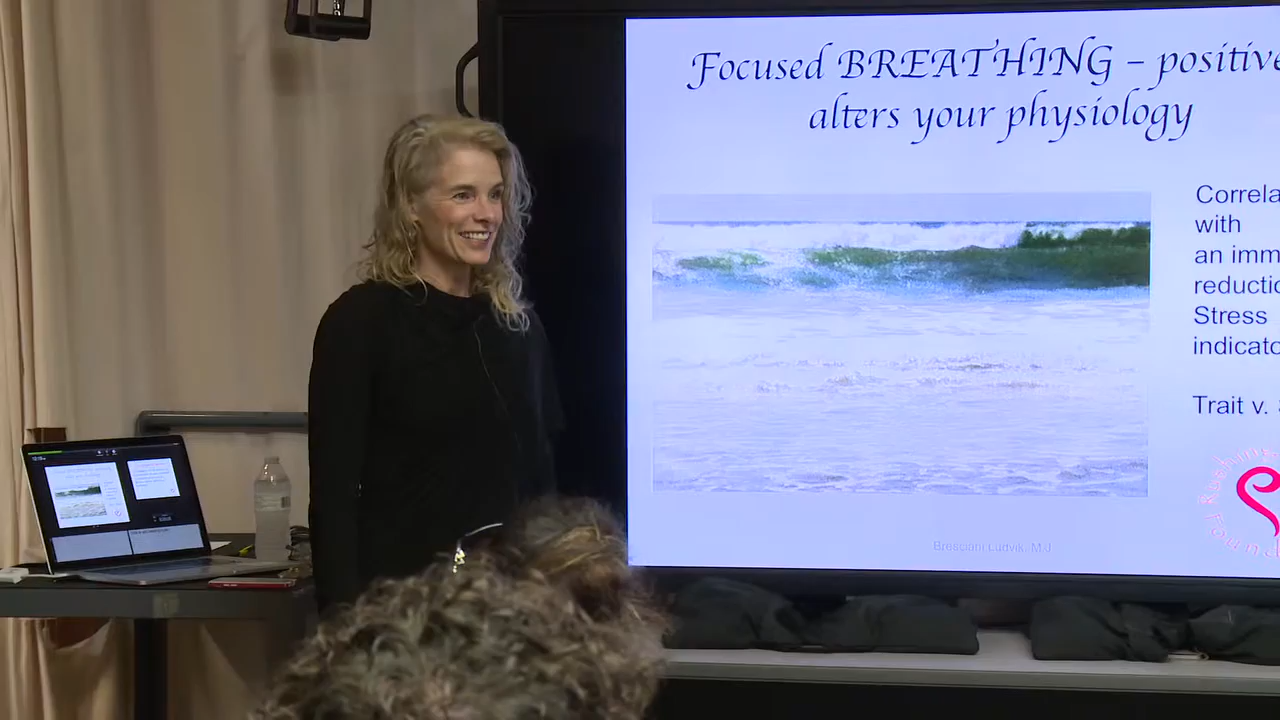 Focused BREATHING – positive
alters your physiology
Correla
with
an imm
reductio
Stress
indicato
Trait v.
Bresciani Ludvik, M.J